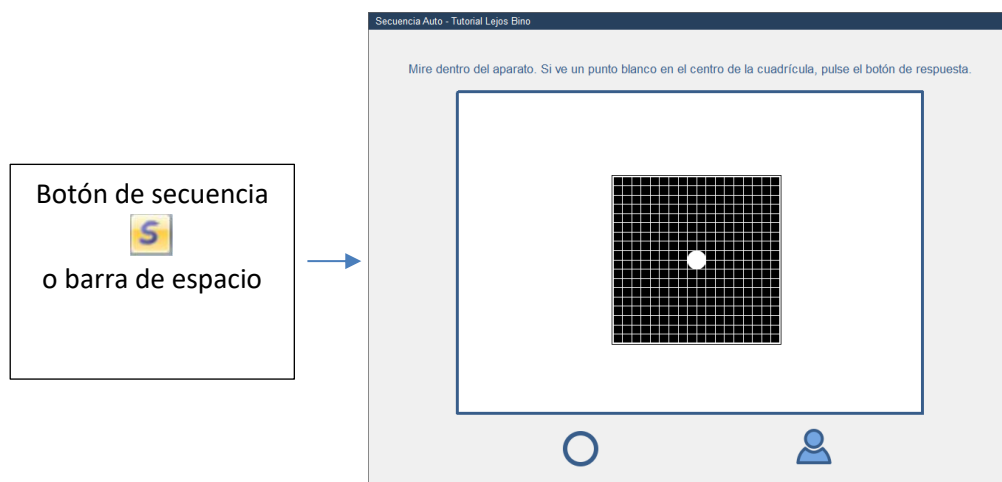 Secuencia Auto - Tutorial Lejos Bino
Mire dentro del aparato. Si ve un punto blanco en el centro de la cuadrícula, pulse el botón de respuesta.
Botón de secuencia
S
o barra de espacio